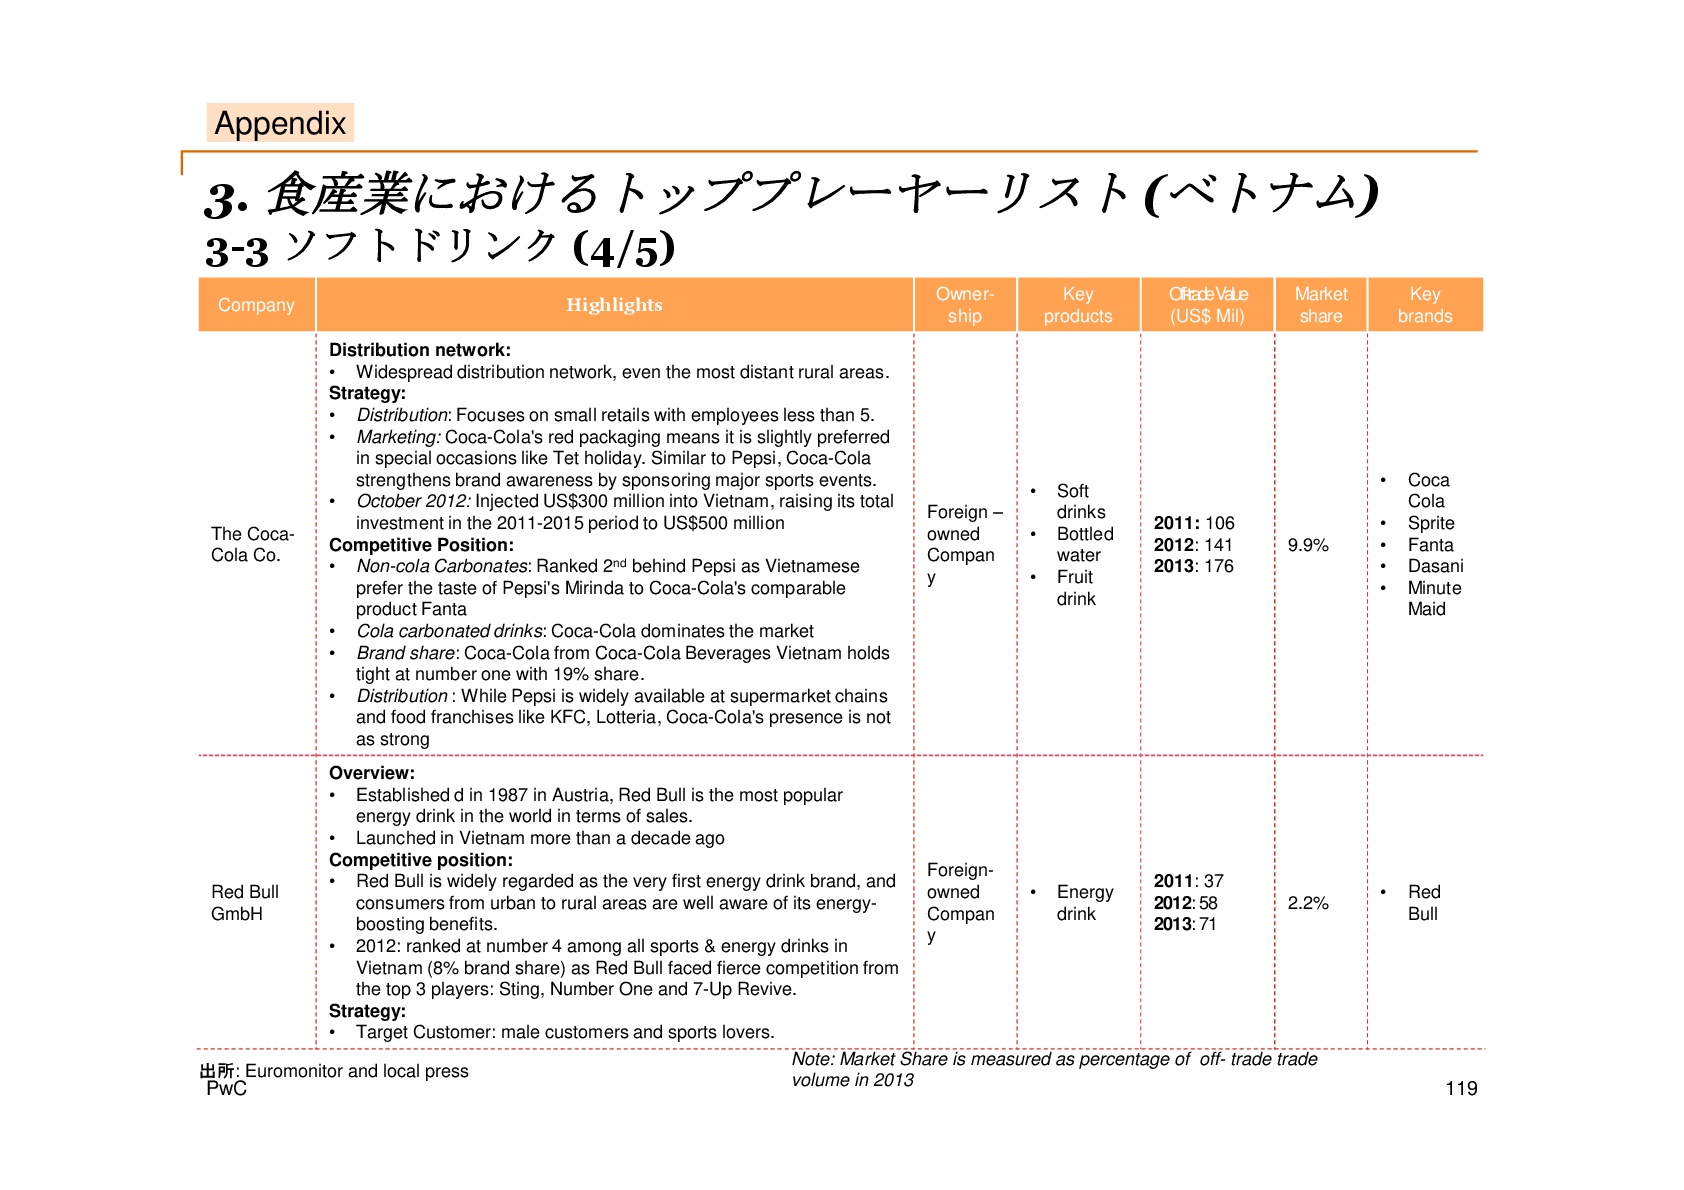 Appendix
3. 食産業におけるトッププレーヤーリスト(ベトナム)
3-3 ソフトドリンク (4/5)
Company
Highlights
Owner-
ship
Key
products
Off-trade Value
(US$ Mil)
Market
share
Key
brands
The Coca-
Cola Co.
Distribution network:
• Widespread distribution network, even the most distant rural areas.
Strategy:
• Distribution: Focuses on small retails with employees less than 5.
• Marketing: Coca-Cola's red packaging means it is slightly preferred
in special occasions like Tet holiday. Similar to Pepsi, Coca-Cola
strengthens brand awareness by sponsoring major sports events.
• October 2012: Injected US$300 million into Vietnam, raising its total
investment in the 2011-2015 period to US$500 million
Competitive Position:
• Non-cola Carbonates: Ranked 2nd behind Pepsi as Vietnamese
prefer the taste of Pepsi's Mirinda to Coca-Cola's comparable
product Fanta
• Cola carbonated drinks: Coca-Cola dominates the market
• Brand share: Coca-Cola from Coca-Cola Beverages Vietnam holds
tight at number one with 19% share.
• Distribution : While Pepsi is widely available at supermarket chains
and food franchises like KFC, Lotteria, Coca-Cola's presence is not
as strong
Foreign –
owned
Compan
y
• Soft
drinks
• Bottled
water
• Fruit
drink
2011: 106
2012: 141
2013: 176
9.9%
• Coca
Cola
• Sprite
• Fanta
• Dasani
• Minute
Maid
Red Bull
GmbH
Overview:
• Established d in 1987 in Austria, Red Bull is the most popular
energy drink in the world in terms of sales.
• Launched in Vietnam more than a decade ago
Competitive position:
• Red Bull is widely regarded as the very first energy drink brand, and
consumers from urban to rural areas are well aware of its energy-
boosting benefits.
• 2012: ranked at number 4 among all sports & energy drinks in
Vietnam (8% brand share) as Red Bull faced fierce competition from
the top 3 players: Sting, Number One and 7-Up Revive.
Strategy:
• Target Customer: male customers and sports lovers.
Foreign-
owned
Compan
y
• Energy
drink
2011: 37
2012: 58
2013: 71
2.2%
• Red
Bull
出所: Euromonitor and local press
Note: Market Share is measured as percentage of off- trade trade
volume in 2013
PwC
119